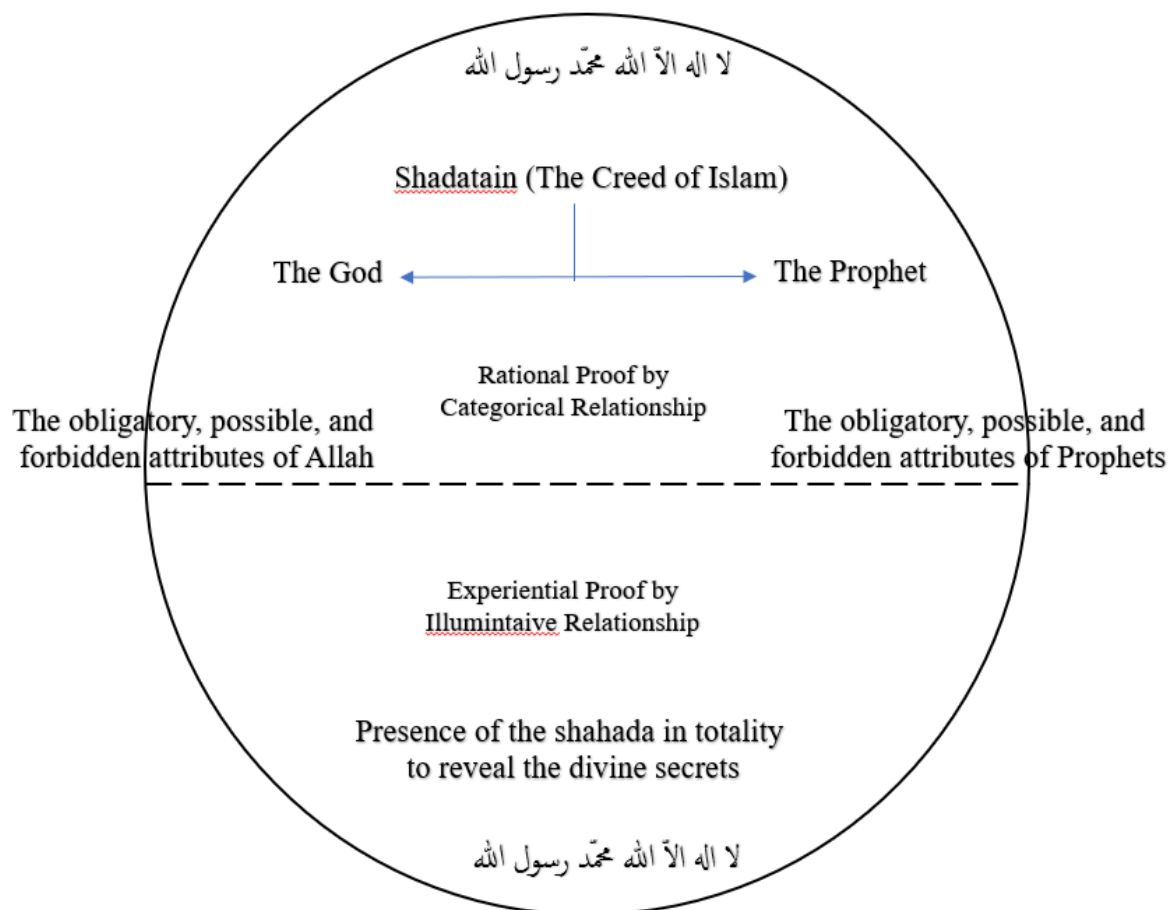 لا اله الاّ الله محمّد رسول الله
Shadatain (The Creed of Islam)
The God
The Prophet
Rational Proof by
Categorical Relationship
The obligatory, possible, and
forbidden attributes of Allah
The obligatory, possible, and
forbidden attributes of Prophets
Experiential Proof by
Illumintaive Relationship
Presence of the shahada in totality
to reveal the divine secrets
لا اله الاّ الله محمّد رسول الله